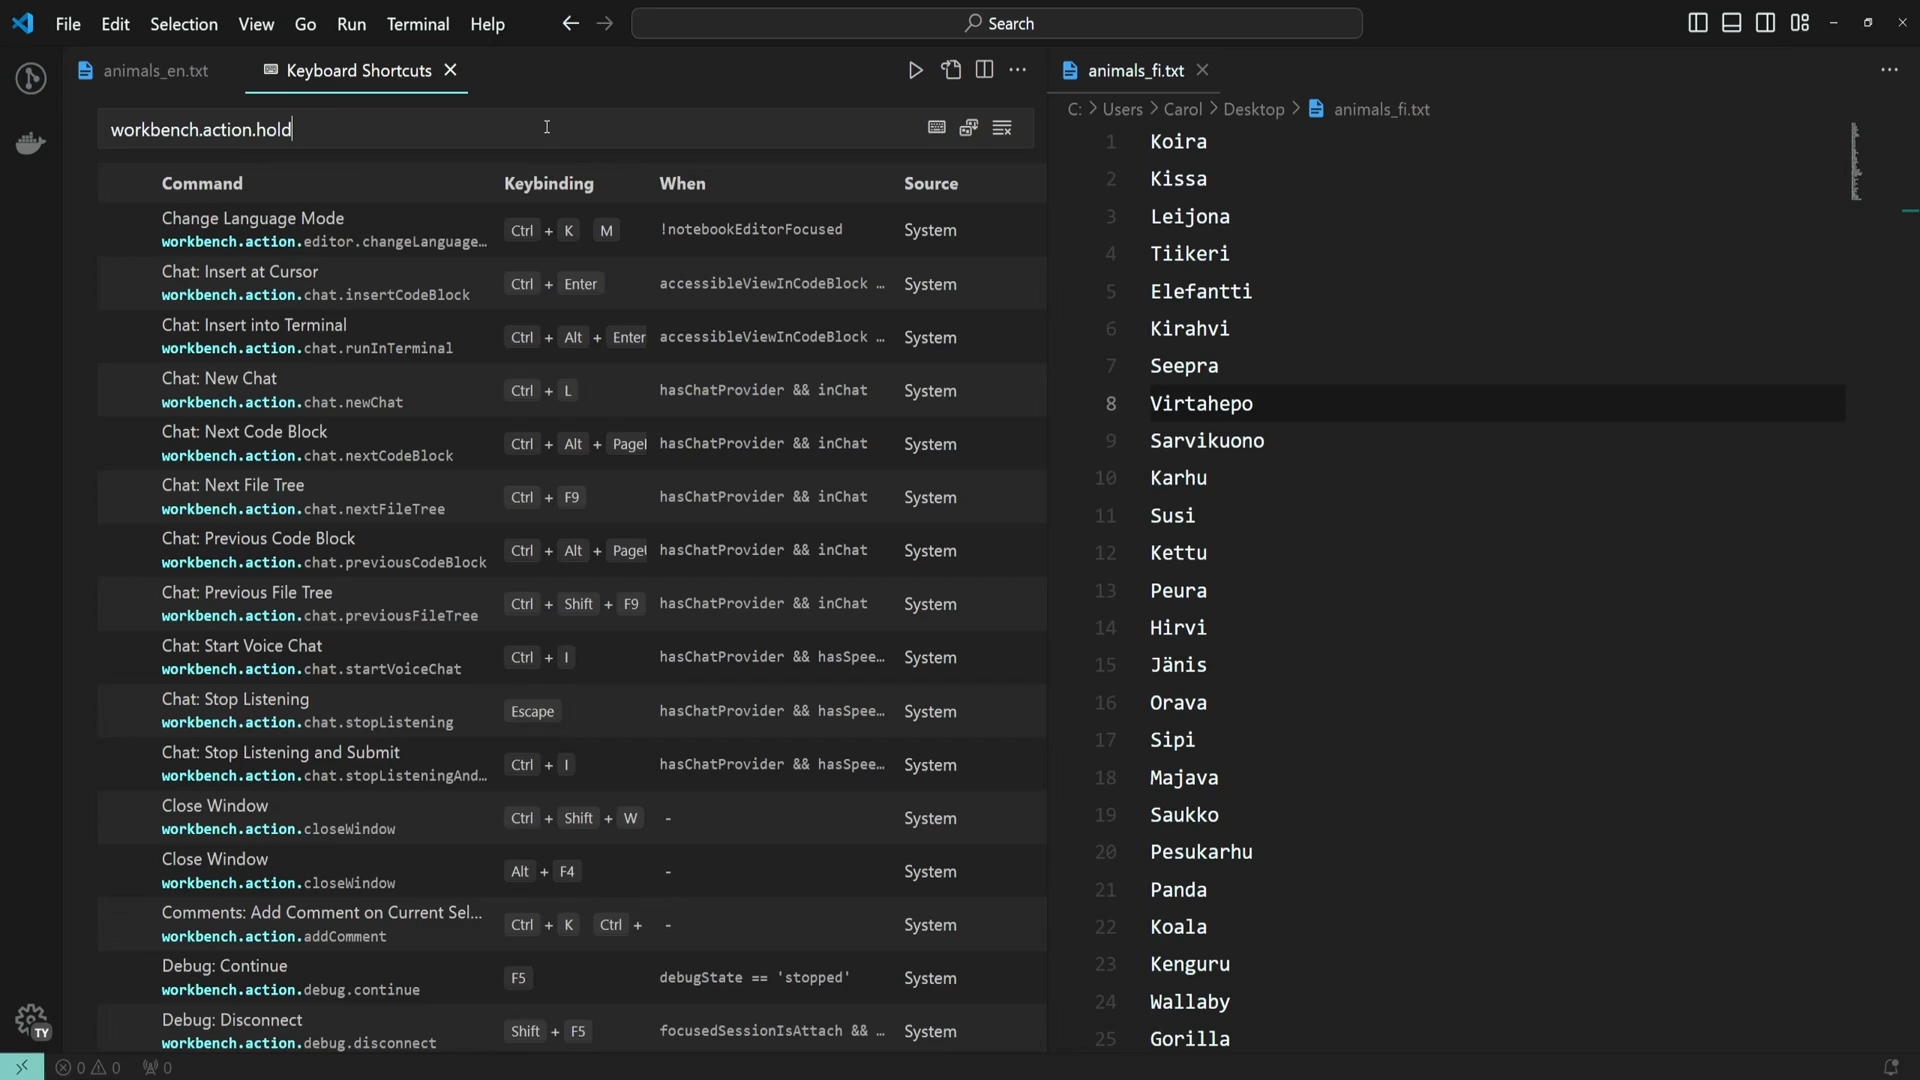 File Edit Selection View Go Run Terminal Help Search
animals_en.txt Keyboard Shortcuts
workbench.action.hold
Command Keybinding When Source
Change Language Mode
workbench.action.editor.changeLanguage… Ctrl + K M !notebookEditorFocused System
Chat: Insert at Cursor
workbench.action.chat.insertCodeBlock Ctrl + Enter accessibleViewInCodeBlock … System
Chat: Insert into Terminal
workbench.action.chat.runInTerminal Ctrl + Alt + Enter accessibleViewInCodeBlock … System
Chat: New Chat
workbench.action.chat.newChat Ctrl + L hasChatProvider && inChat System
Chat: Next Code Block
workbench.action.chat.nextCodeBlock Ctrl + Alt + Page hasChatProvider && inChat System
Chat: Next File Tree
workbench.action.chat.nextFileTree Ctrl + F9 hasChatProvider && inChat System
Chat: Previous Code Block
workbench.action.chat.previousCodeBlock Ctrl + Alt + Page hasChatProvider && inChat System
Chat: Previous File Tree
workbench.action.chat.previousFileTree Ctrl + Shift + F9 hasChatProvider && inChat System
Chat: Start Voice Chat
workbench.action.chat.startVoiceChat Ctrl + I hasChatProvider && hasSpee… System
Chat: Stop Listening
workbench.action.chat.stopListening Escape hasChatProvider && hasSpee… System
Chat: Stop Listening and Submit
workbench.action.chat.stopListeningAnd… Ctrl + I hasChatProvider && hasSpee… System
Close Window
workbench.action.closeWindow Ctrl + Shift + W - System
Close Window
workbench.action.closeWindow Alt + F4 - System
Comments: Add Comment on Current Sel…
workbench.action.addComment Ctrl + K Ctrl + - System
Debug: Continue
workbench.action.debug.continue F5 debugState == 'stopped' System
Debug: Disconnect
workbench.action.debug.disconnect Shift + F5 focusedSessionIsAttach && … System
animals_fi.txt
C: > Users > Carol > Desktop > animals_fi.txt
1 Koira
2 Kissa
3 Leijona
4 Tiikeri
5 Elefantti
6 Kirahvi
7 Seepra
8 Virtahepo
9 Sarvikuono
10 Karhu
11 Susi
12 Kettu
13 Peura
14 Hirvi
15 Jänis
16 Orava
17 Sipi
18 Majava
19 Saukko
20 Pesukarhu
21 Panda
22 Koala
23 Kenguru
24 Wallaby
25 Gorilla
TY
0 0 0